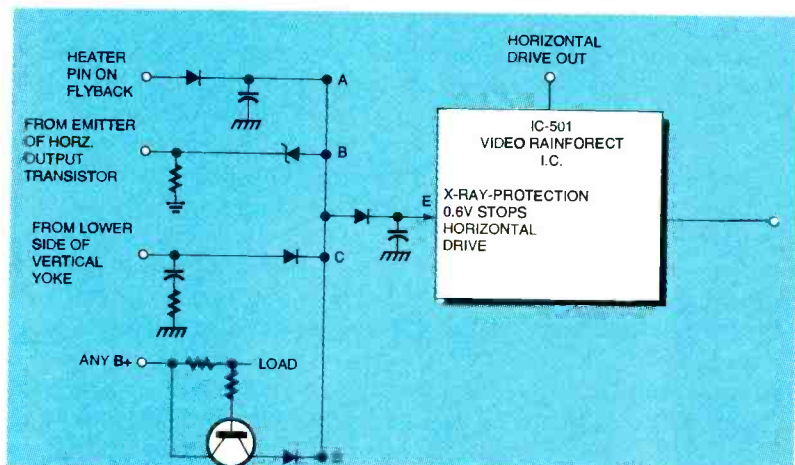 HEATER
PIN ON
FLYBACK
A
HORIZONTAL
DRIVE OUT
FROM EMITTER
OF HORZ.
OUTPUT
TRANSISTOR
B
IC-501
VIDEO RAINFORECT
I.C.
E
X-RAY-PROTECTION
0.6V STOPS
HORIZONTAL
DRIVE
FROM LOWER
SIDE OF
VERTICAL
YOKE
C
ANY B+
LOAD